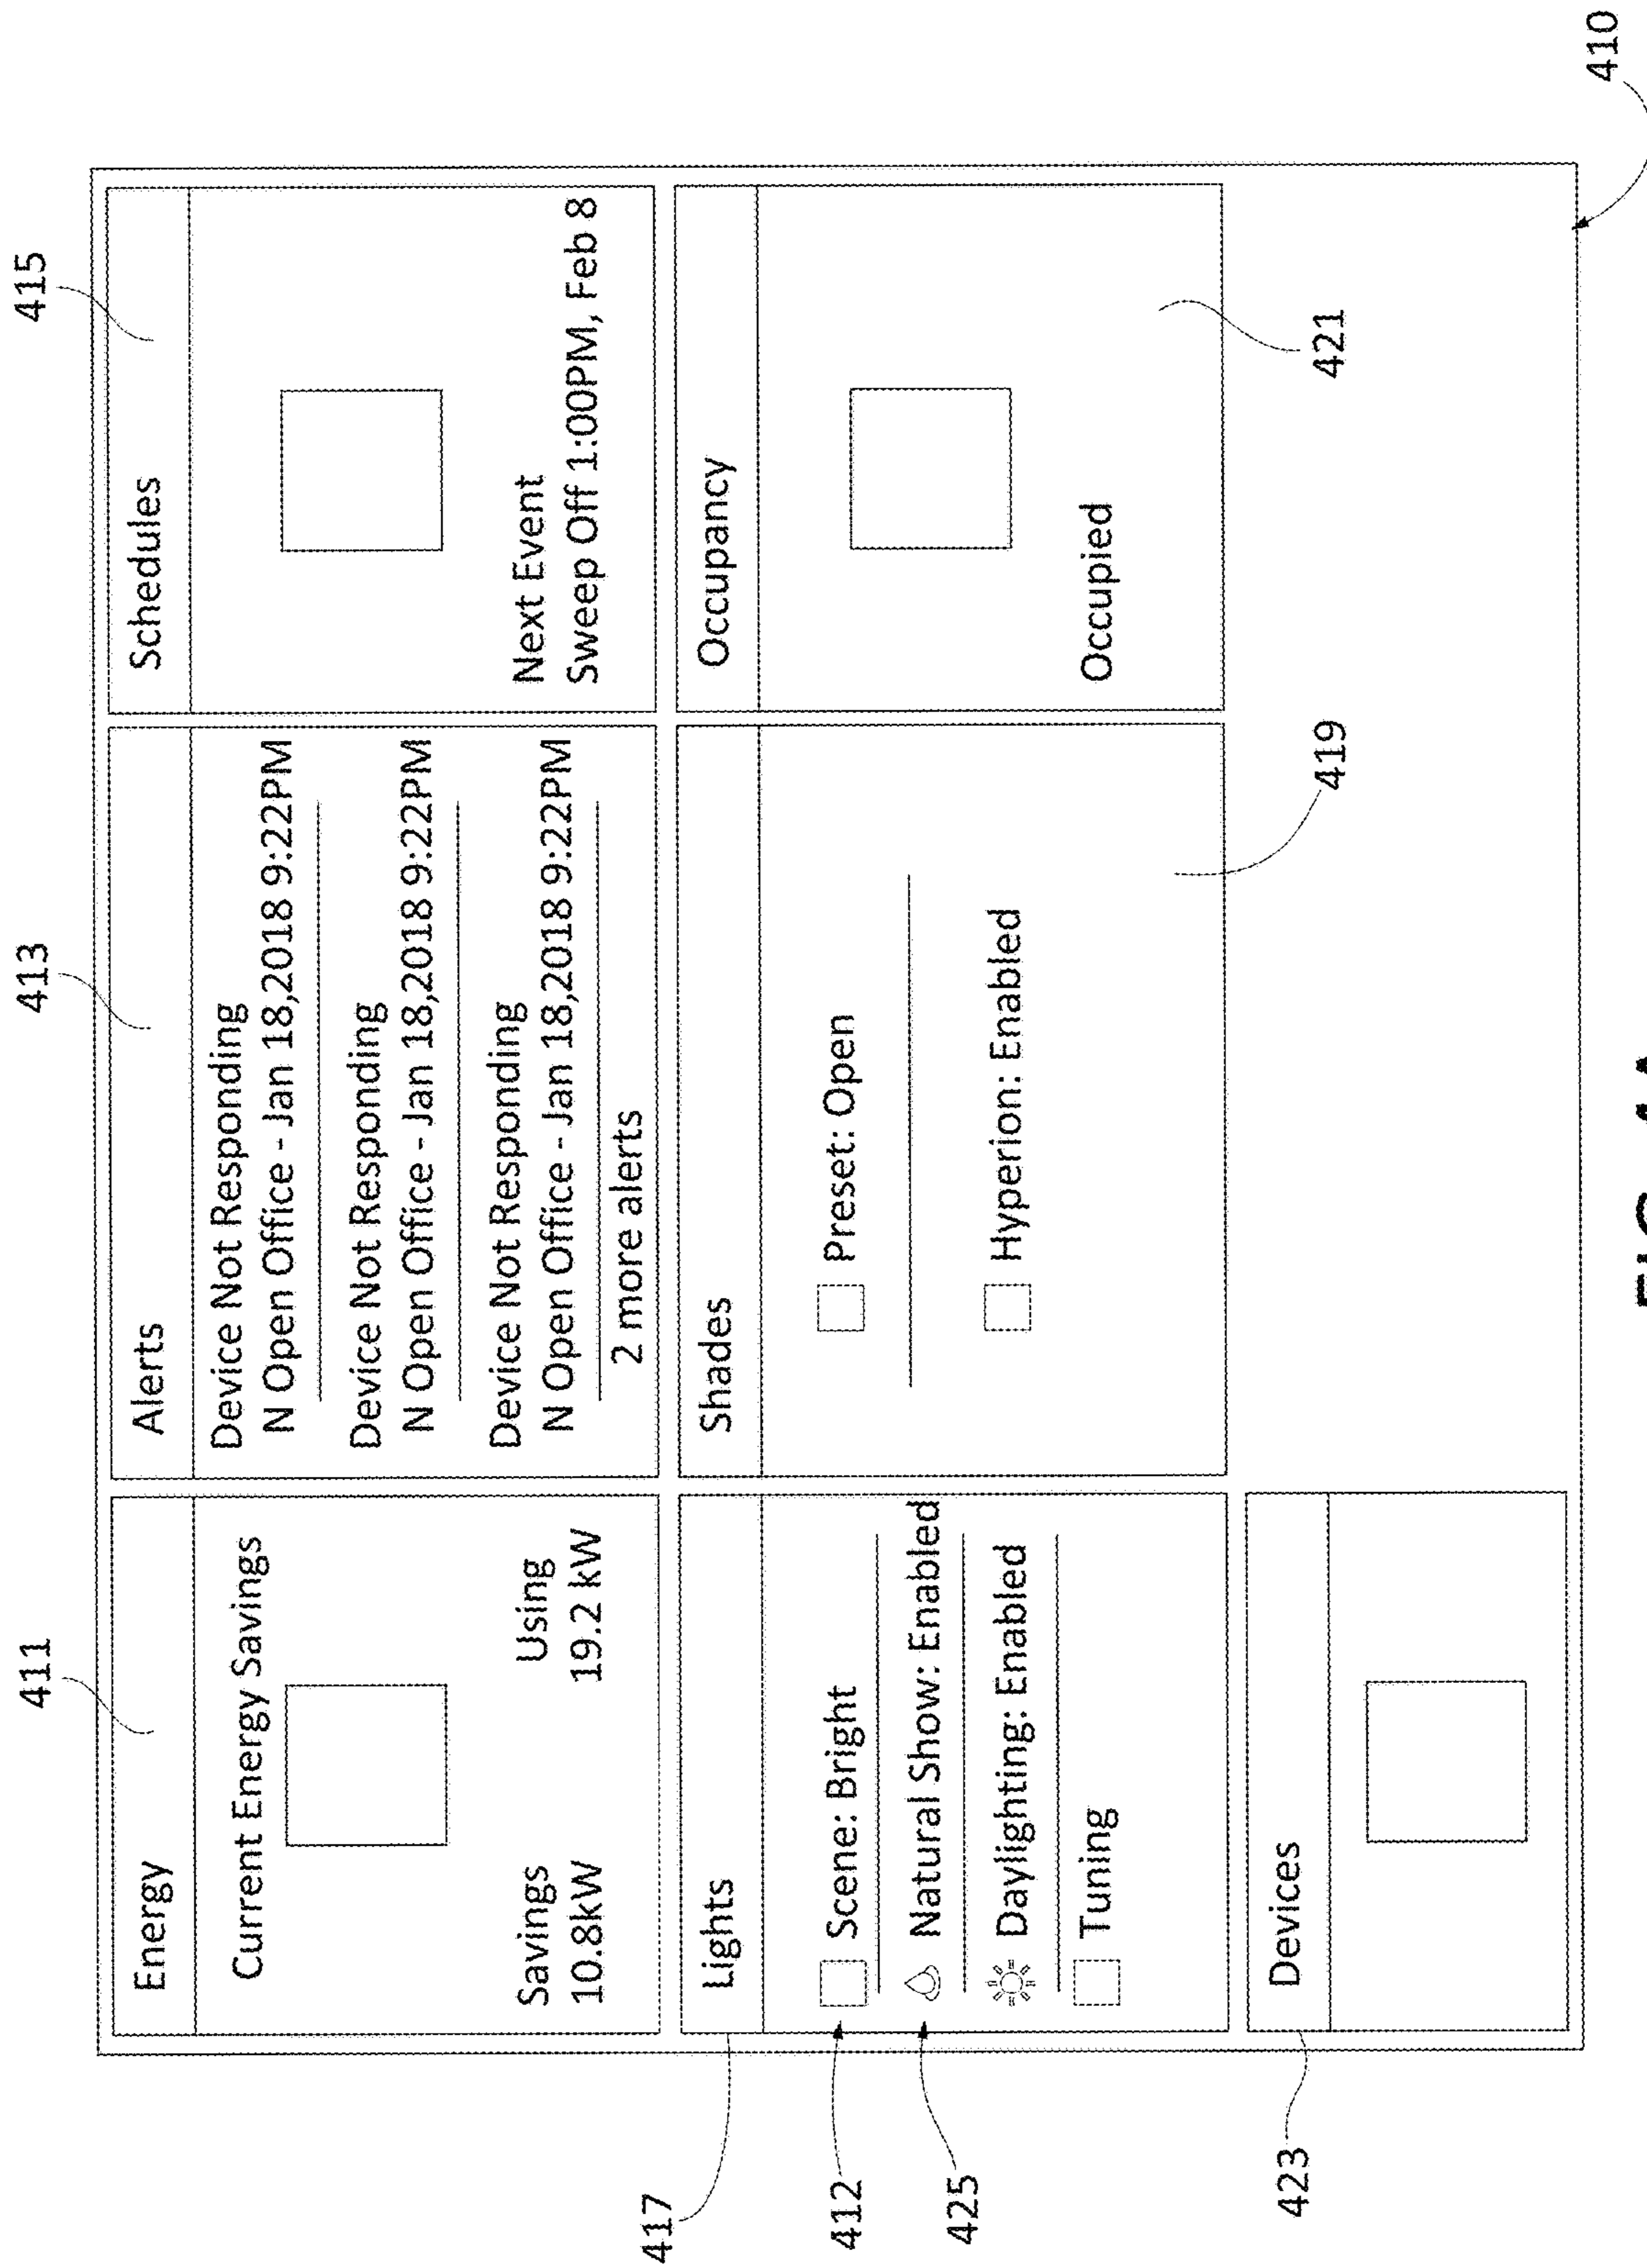 411
413
415
Energy
Current Energy Savings
Savings
Using
10.8kW
19.2 kW
Alerts
Device Not Responding
N Open Office - Jan 18,2018 9:22PM
Device Not Responding
N Open Office - Jan 18,2018 9:22PM
Device Not Responding
N Open Office - Jan 18,2018 9:22PM
2 more alerts
Schedules
Next Event
Sweep Off 1:00PM, Feb 8
417
Lights
412
Scene: Bright
425
Natural Show: Enabled
Daylighting: Enabled
Tuning
Shades
Preset: Open
Hyperion: Enabled
419
Occupancy
Occupied
421
423
Devices
410